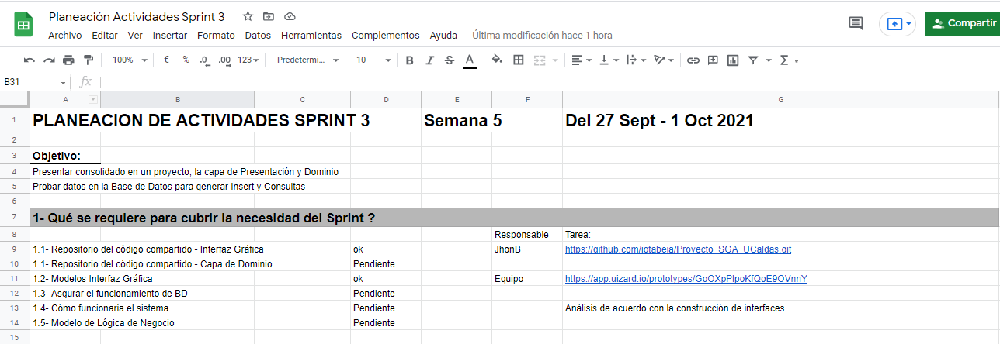 Planeación Actividades Sprint 3
Archivo Editar Ver Insertar Formato Datos Herramientas Complementos Ayuda Última modificación hace 1 hora
Compartir
100% € % .0 .00 123 Predetermi... 10 B I S A
B31 fx
A B C D E F G
1 PLANEACION DE ACTIVIDADES SPRINT 3 Semana 5 Del 27 Sept - 1 Oct 2021
2
3 Objetivo:
4 Presentar consolidado en un proyecto, la capa de Presentación y Dominio
5 Probar datos en la Base de Datos para generar Insert y Consultas
6
7 1- Qué se requiere para cubrir la necesidad del Sprint ?
8 Responsable Tarea:
9 1.1- Repositorio del código compartido - Interfaz Gráfica ok JhonB https://github.com/jotabeja/Proyecto_SGA_UCaldas.git
10 1.1- Repositorio del código compartido - Capa de Dominio Pendiente
11 1.2- Modelos Interfaz Gráfica ok Equipo https://app.uizard.io/prototypes/GoOXpPlpoKfQoE9OVnnY
12 1.3- Asgurar el funcionamiento de BD Pendiente
13 1.4- Cómo funcionaria el sistema Pendiente Análisis de acuerdo con la construcción de interfaces
14 1.5- Modelo de Lógica de Negocio Pendiente
15